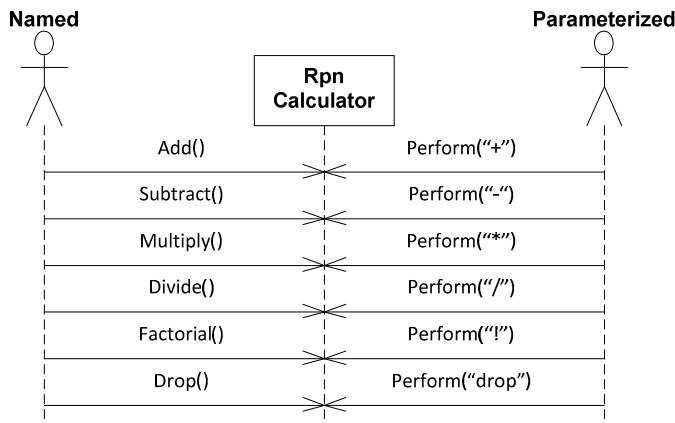 Named
Parameterized
Rpn
Calculator
Add()
Perform(“+”)
Subtract()
Perform(“-“)
Multiply()
Perform(“*”)
Divide()
Perform(“/”)
Factorial()
Perform(“!”)
Drop()
Perform(“drop”)